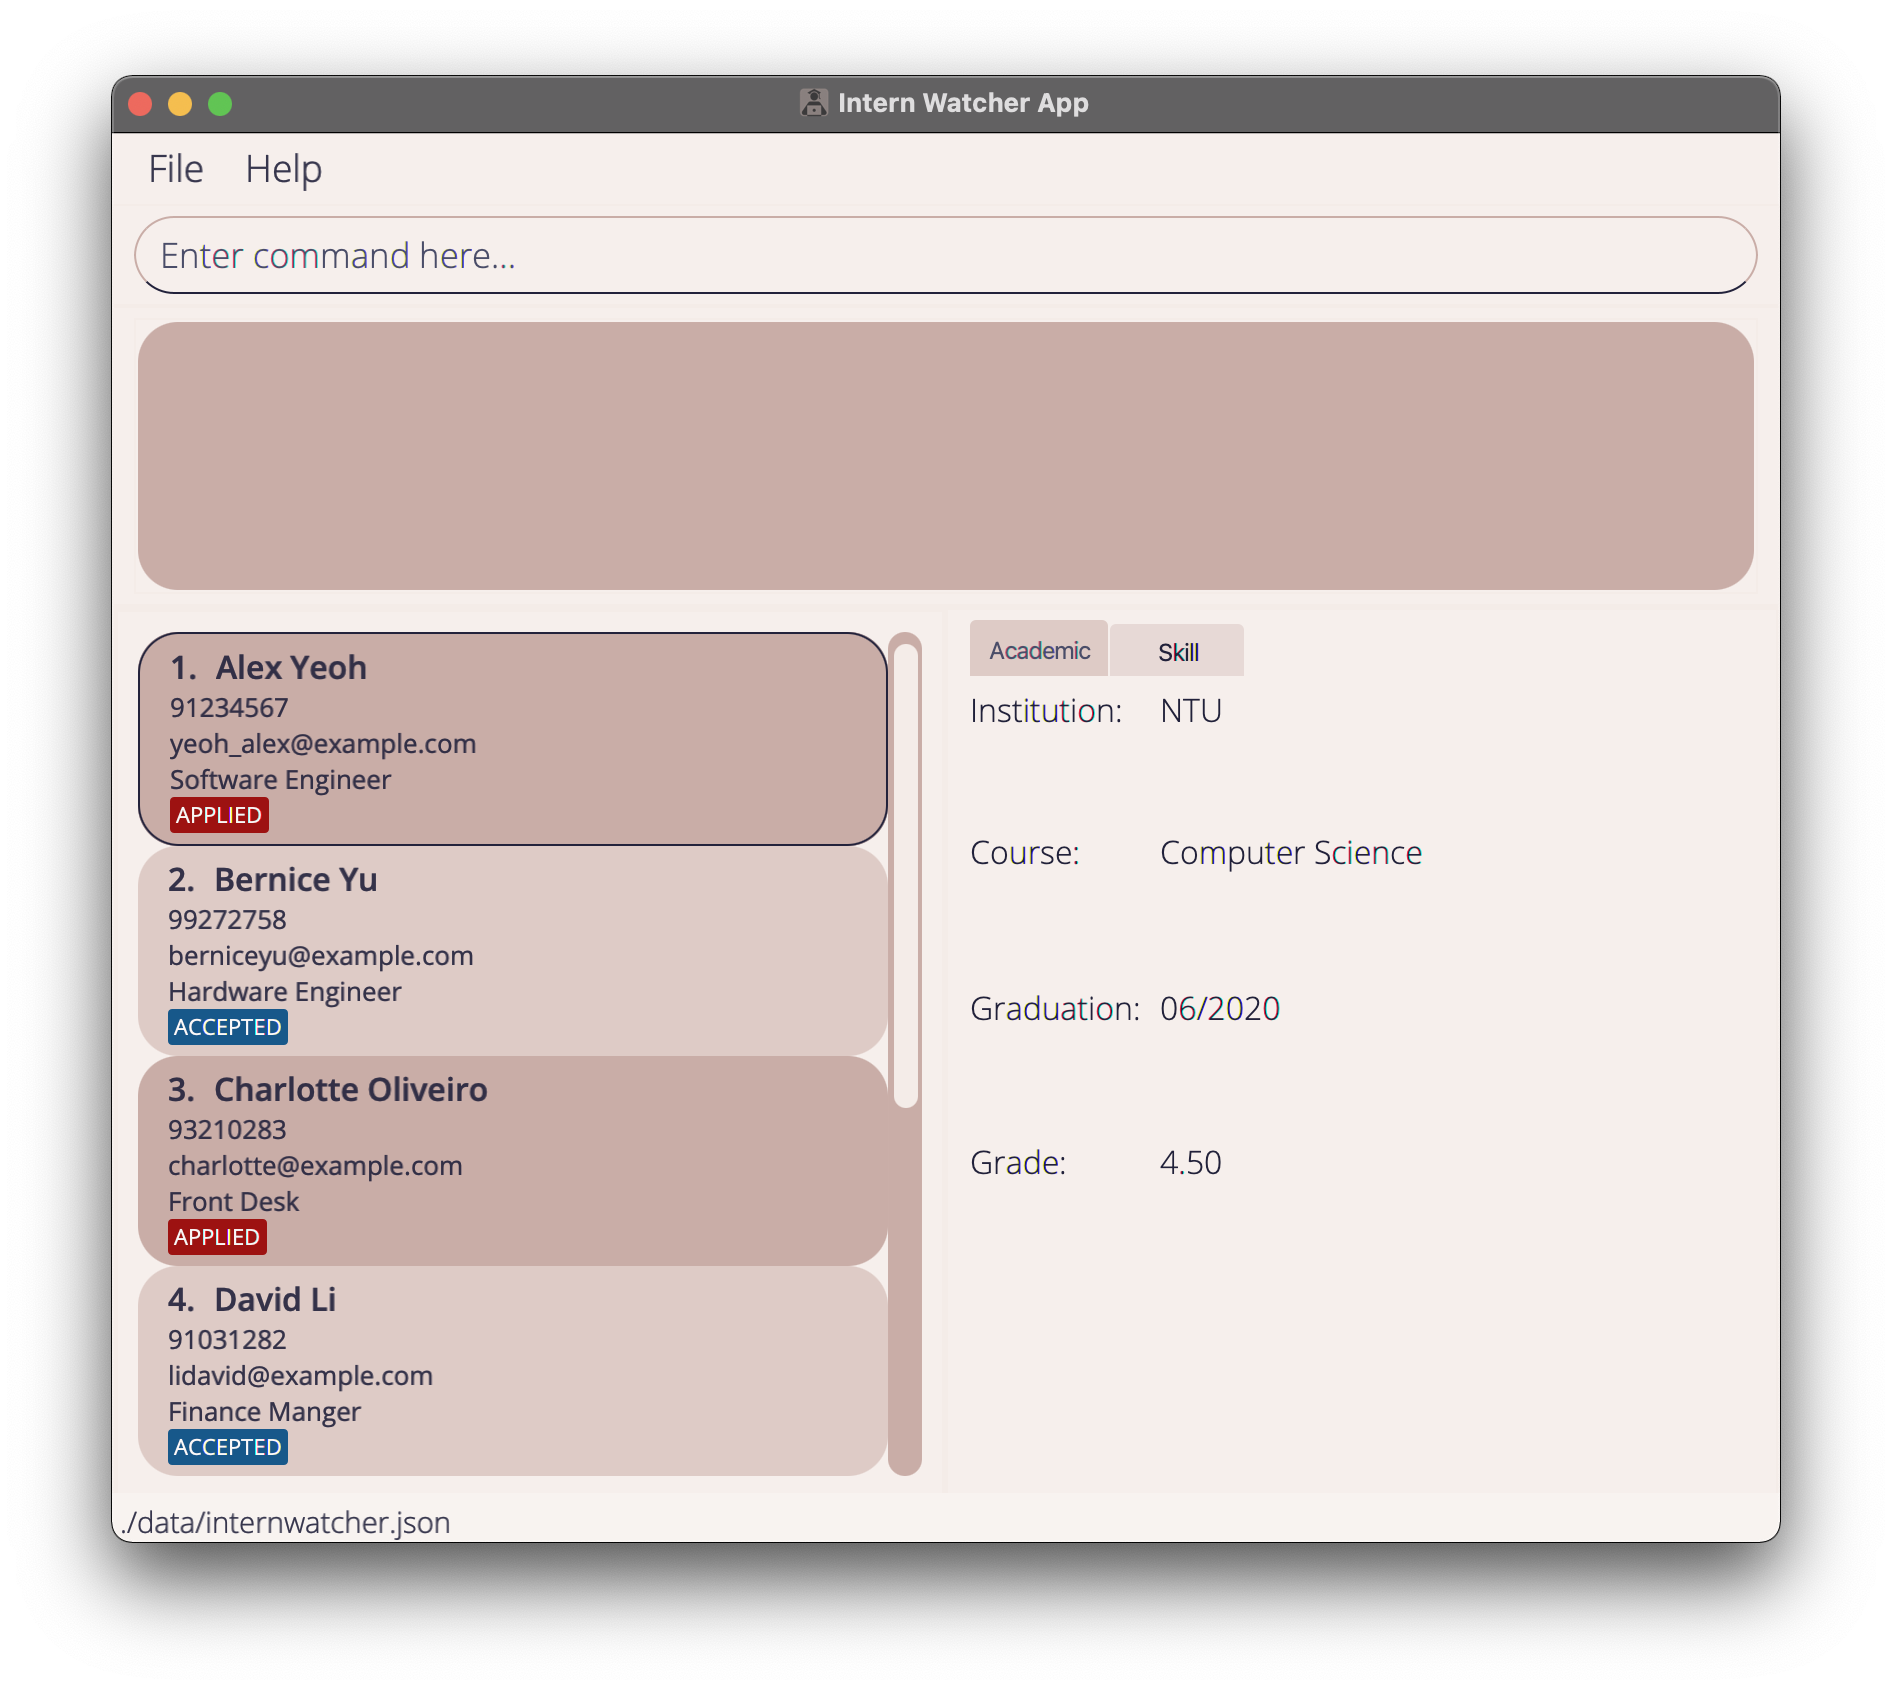 Intern Watcher App
File Help
Enter command here...
1. Alex Yeoh
91234567
yeoh_alex@example.com
Software Engineer
APPLIED
2. Bernice Yu
99272758
berniceyu@example.com
Hardware Engineer
ACCEPTED
3. Charlotte Oliveiro
93210283
charlotte@example.com
Front Desk
APPLIED
4. David Li
91031282
lidavid@example.com
Finance Manger
ACCEPTED
Academic Skill
Institution: NTU
Course: Computer Science
Graduation: 06/2020
Grade: 4.50
./data/internwatcher.json